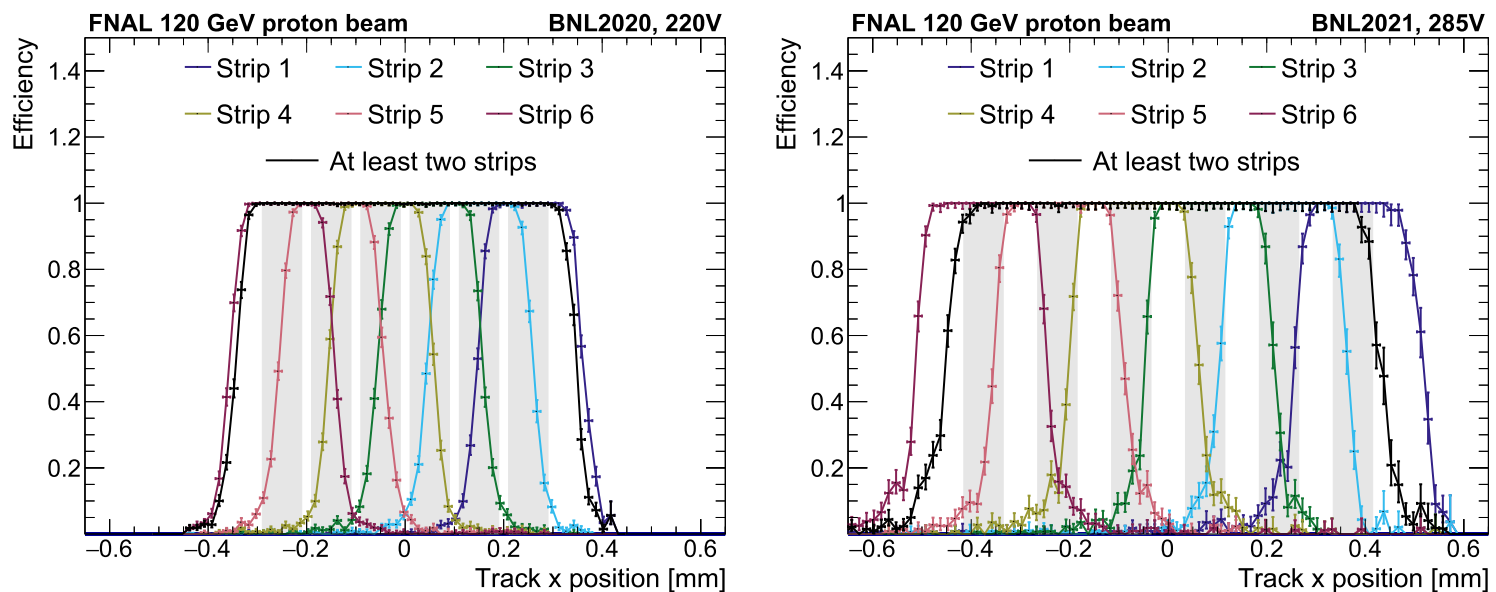 FNAL 120 GeV proton beam BNL2020, 220V
Efficiency
1.4
1.2
1
0.8
0.6
0.4
0.2
Strip 1 Strip 2 Strip 3
Strip 4 Strip 5 Strip 6
At least two strips
−0.6 −0.4 −0.2 0 0.2 0.4 0.6
Track x position [mm]
FNAL 120 GeV proton beam BNL2021, 285V
Efficiency
1.4
1.2
1
0.8
0.6
0.4
0.2
Strip 1 Strip 2 Strip 3
Strip 4 Strip 5 Strip 6
At least two strips
−0.6 −0.4 −0.2 0 0.2 0.4 0.6
Track x position [mm]